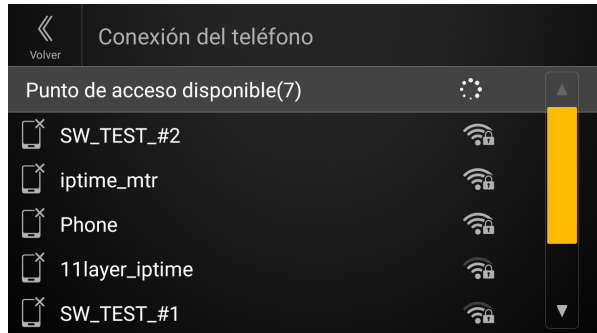 Volver
Conexión del teléfono
Punto de acceso disponible(7)
SW_TEST_#2
iptime_mtr
Phone
11layer_iptime
SW_TEST_#1